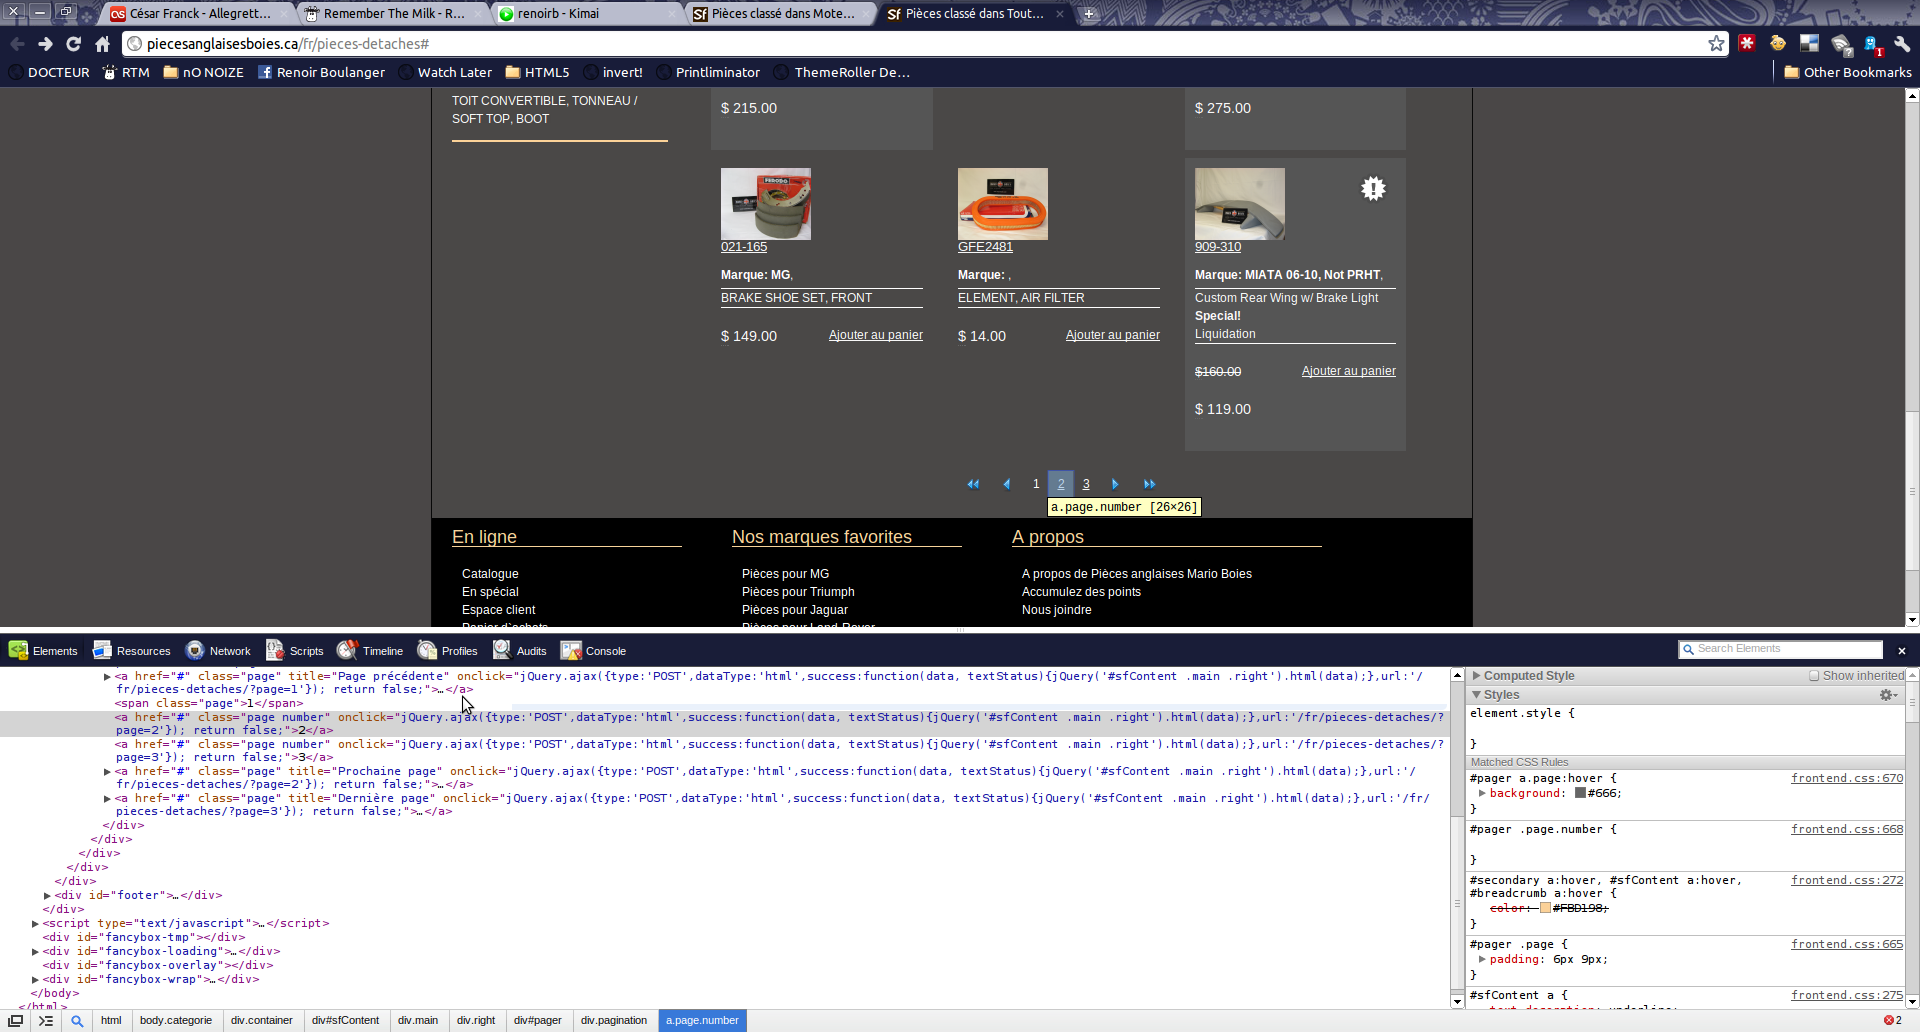 César Franck - Allegrett...
Remember The Milk - R...
renoirb - Kimai
Pièces classé dans Mote...
Pièces classé dans Tout...
piecesanglaisesboies.ca/fr/pieces-detaches#
DOCTEUR
RTM
nO NOIZE
Renoir Boulanger
Watch Later
HTML5
invert!
Printliminator
ThemeRoller De...
Other Bookmarks
TOIT CONVERTIBLE, TONNEAU /
SOFT TOP, BOOT
$ 215.00
$ 275.00
021-165
Marque: MG,
BRAKE SHOE SET, FRONT
$ 149.00
Ajouter au panier
GFE2481
Marque: ,
ELEMENT, AIR FILTER
$ 14.00
Ajouter au panier
909-310
Marque: MIATA 06-10, Not PRHT,
Custom Rear Wing w/ Brake Light
Special!
Liquidation
$160.00
Ajouter au panier
$ 119.00
1 2 3
a.page.number [26×26]
En ligne
Catalogue
En spécial
Espace client
Panier d'achats
Nos marques favorites
Pièces pour MG
Pièces pour Triumph
Pièces pour Jaguar
Pièces pour Land-Rover
A propos
A propos de Pièces anglaises Mario Boies
Accumulez des points
Nous joindre
Elements
Resources
Network
Scripts
Timeline
Profiles
Audits
Console
Search Elements
<a href="#" class="page" title="Page précédente" onclick="jQuery.ajax({type:'POST',dataType:'html',success:function(data, textStatus){jQuery('#sfContent .main .right').html(data);},url:'/
fr/pieces-detaches/?page=1'}); return false;">…</a>
<span class="page">1</span>
<a href="#" class="page number" onclick="jQuery.ajax({type:'POST',dataType:'html',success:function(data, textStatus){jQuery('#sfContent .main .right').html(data);},url:'/fr/pieces-detaches/?
page=2'}); return false;">2</a>
<a href="#" class="page number" onclick="jQuery.ajax({type:'POST',dataType:'html',success:function(data, textStatus){jQuery('#sfContent .main .right').html(data);},url:'/fr/pieces-detaches/?
page=3'}); return false;">3</a>
<a href="#" class="page" title="Prochaine page" onclick="jQuery.ajax({type:'POST',dataType:'html',success:function(data, textStatus){jQuery('#sfContent .main .right').html(data);},url:'/
fr/pieces-detaches/?page=2'}); return false;">…</a>
<a href="#" class="page" title="Dernière page" onclick="jQuery.ajax({type:'POST',dataType:'html',success:function(data, textStatus){jQuery('#sfContent .main .right').html(data);},url:'/fr/
pieces-detaches/?page=3'}); return false;">…</a>
</div>
</div>
</div>
</div>
</div>
<div id="footer">…</div>
</div>
<script type="text/javascript">…</script>
<div id="fancybox-tmp"></div>
<div id="fancybox-loading">…</div>
<div id="fancybox-overlay"></div>
<div id="fancybox-wrap">…</div>
</body>
</html>
Computed Style
Show inherited
Styles
element.style {
}
Matched CSS Rules
#pager a.page:hover {
frontend.css:670
background: #666;
}
#pager .page.number {
frontend.css:668
}
#secondary a:hover, #sfContent a:hover,
#breadcrumb a:hover {
frontend.css:272
color: #FBD198;
}
#pager .page {
frontend.css:665
padding: 6px 9px;
}
#sfContent a {
frontend.css:275
text-decoration: underline;
html
body.categorie
div.container
div#sfContent
div.main
div.right
div#pager
div.pagination
a.page.number
2